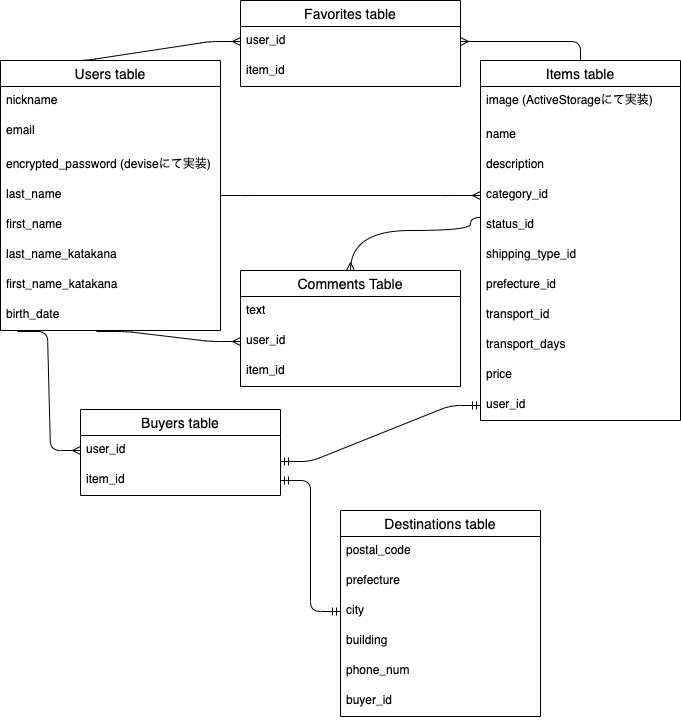 Favorites table
user_id
item_id
Users table
nickname
email
encrypted_password (deviseにて実装)
last_name
first_name
last_name_katakana
first_name_katakana
birth_date
Items table
image (ActiveStorageにて実装)
name
description
category_id
status_id
shipping_type_id
prefecture_id
transport_id
transport_days
price
user_id
Comments Table
text
user_id
item_id
Buyers table
user_id
item_id
Destinations table
postal_code
prefecture
city
building
phone_num
buyer_id